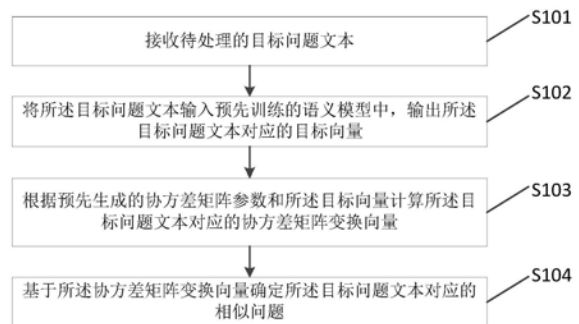 S101
接收待处理的目标问题文本
S102
将所述目标问题文本输入预先训练的语义模型中，输出所述
目标问题文本对应的目标向量
S103
根据预先生成的协方差矩阵参数和所述目标向量计算所述目
标问题文本对应的协方差矩阵变换向量
S104
基于所述协方差矩阵变换向量确定所述目标问题文本对应的
相似问题